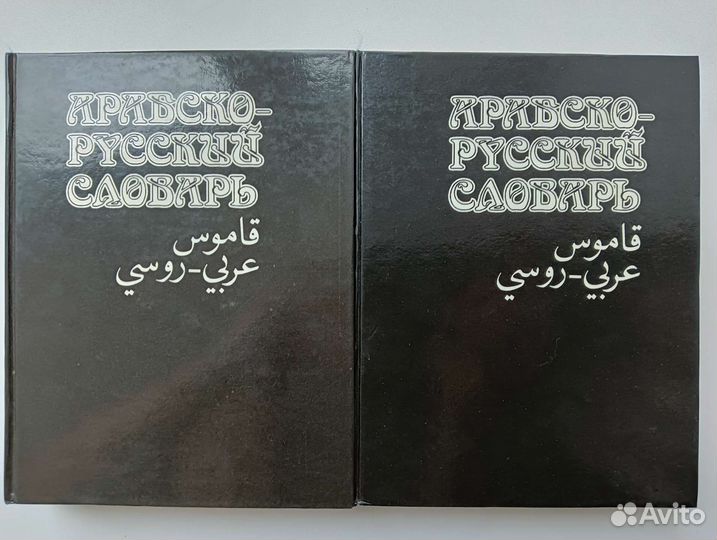 АРАБСКО-
РУССКИЙ
СЛОВАРЬ
قاموس
عربي-روسي
АРАБСКО-
РУССКИЙ
СЛОВАРЬ
قاموس
عربي-روسي
Avito